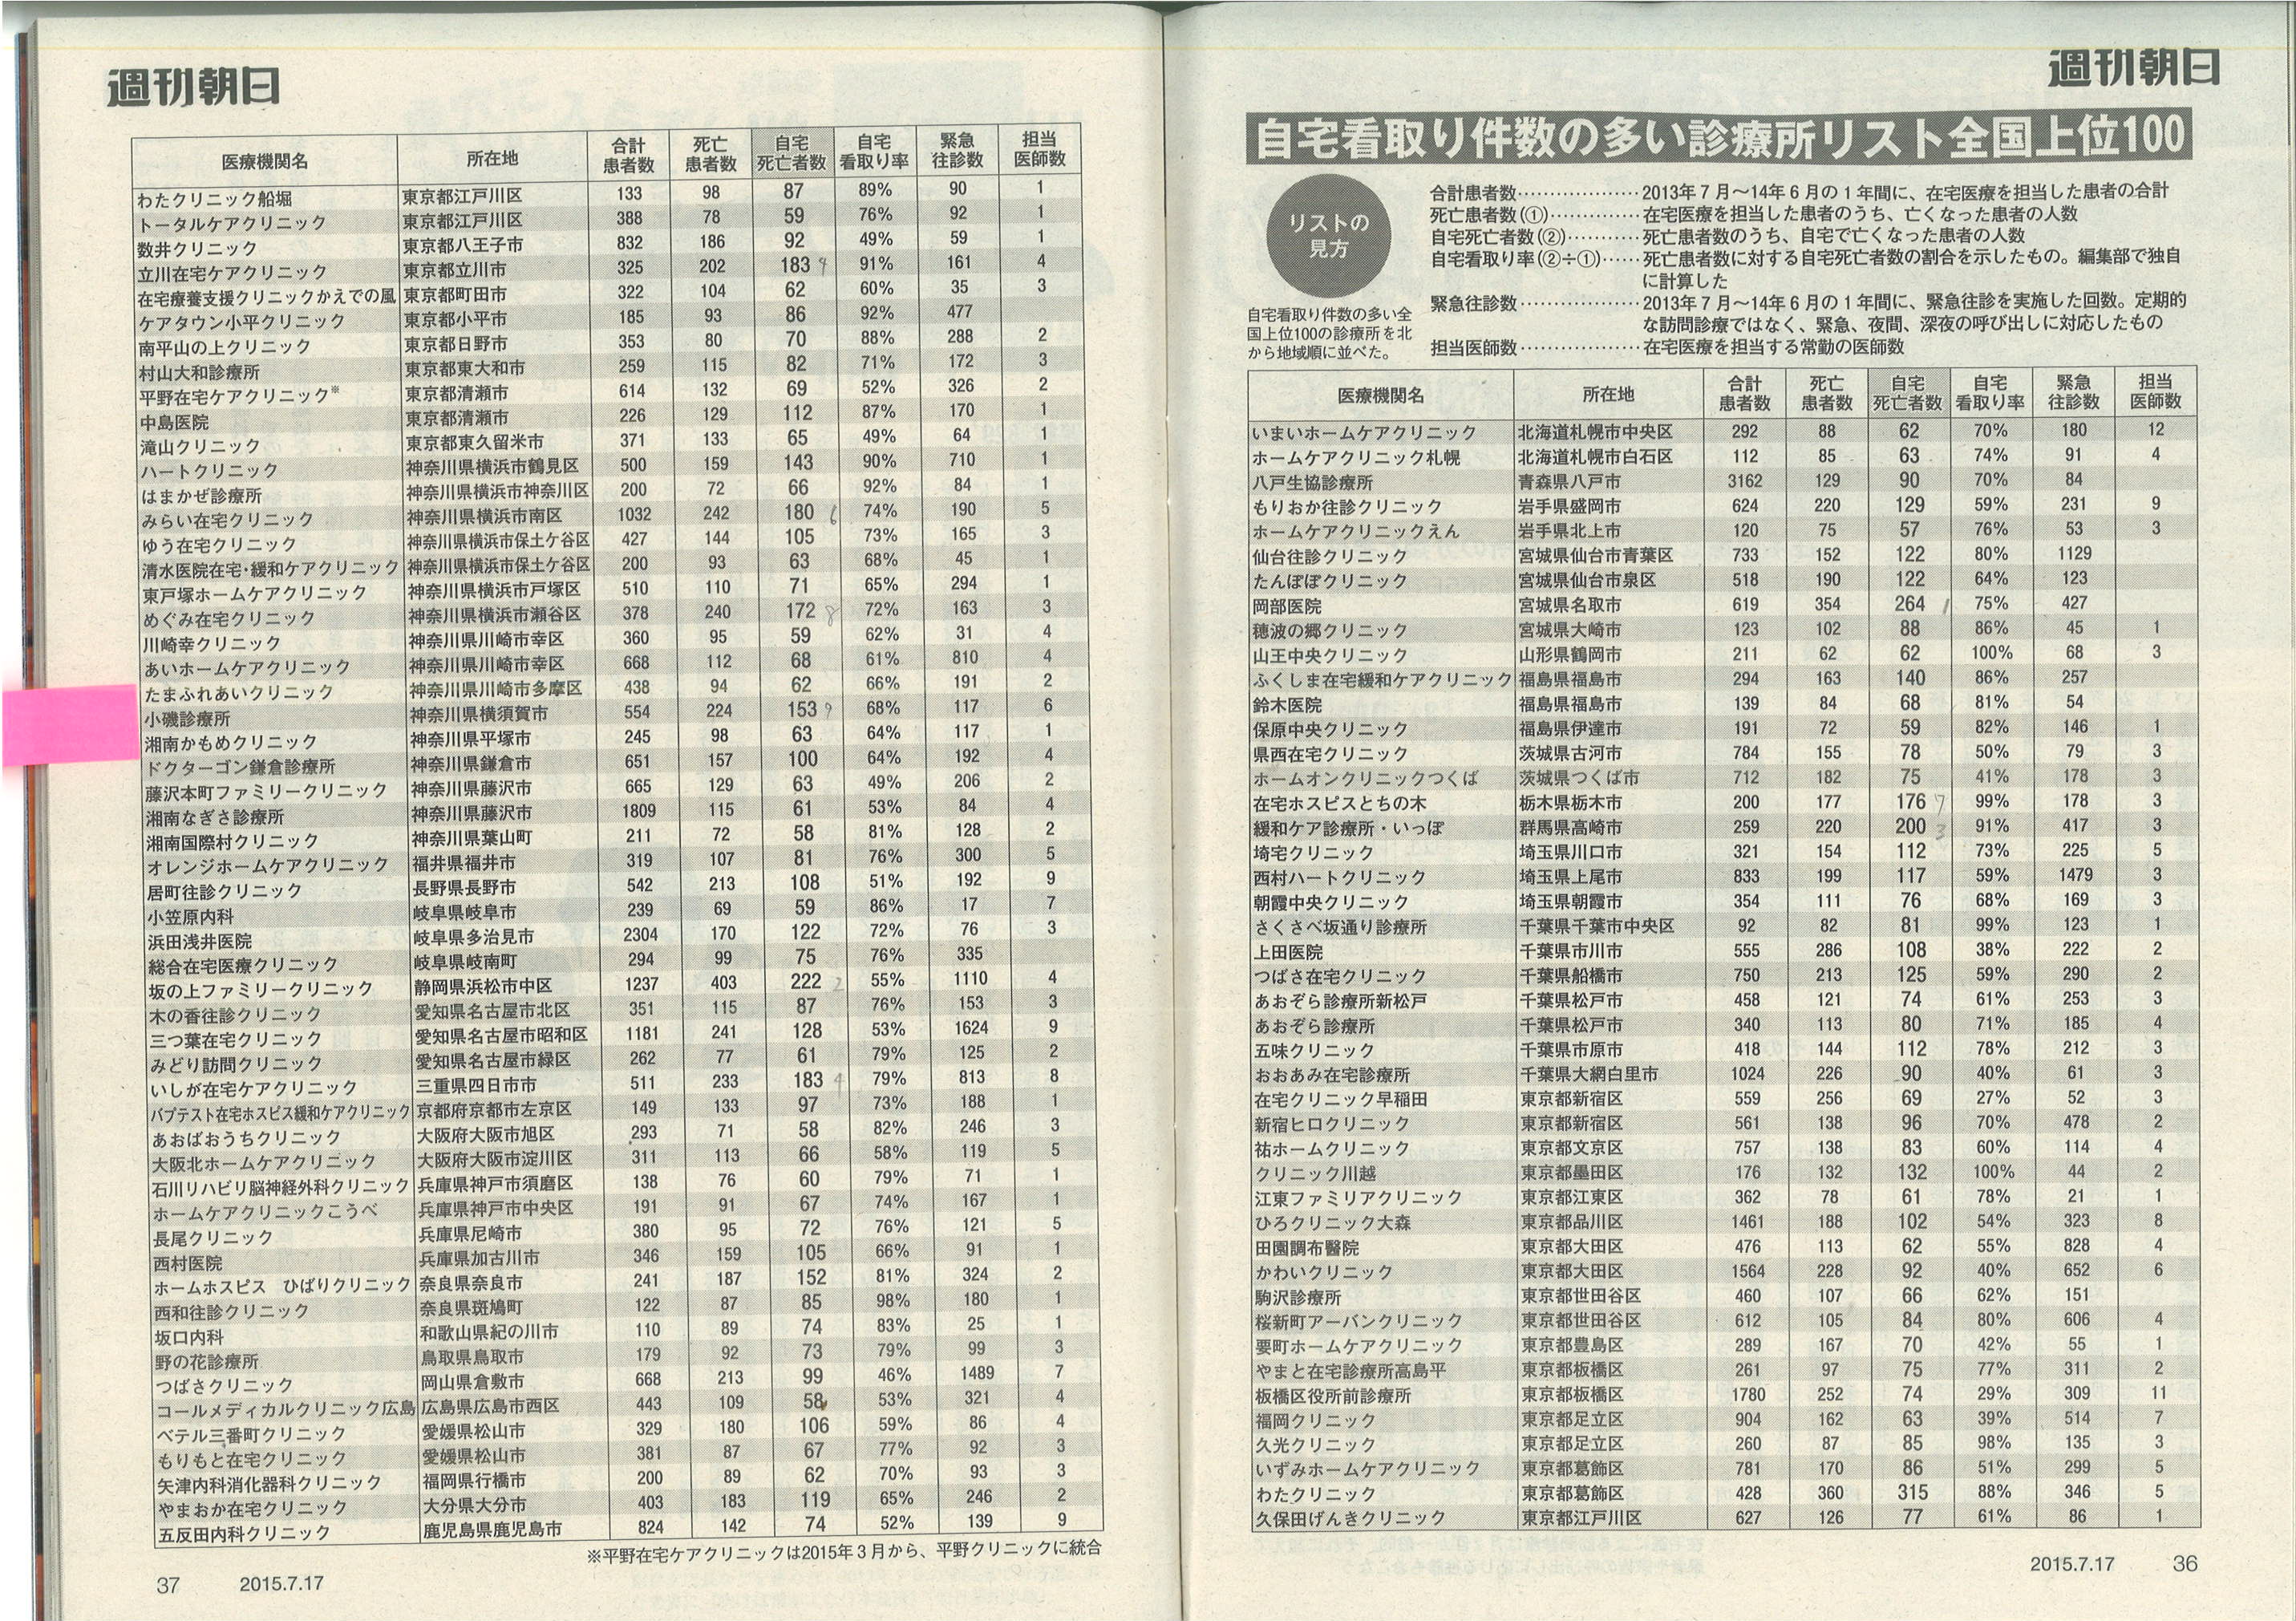 週刊朝日
自宅看取り件数の多い診療所リスト全国上位100
リストの
見方
自宅看取り件数の多い全
国上位100の診療所を北
から地域順に並べた。
合計患者数………………2013年7月～14年6月の1年間に、在宅医療を担当した患者の合計
死亡患者数(①)…………在宅医療を担当した患者のうち、亡くなった患者の人数
自宅死亡者数(②)………死亡患者数のうち、自宅で亡くなった患者の人数
自宅看取り率(②÷①)……死亡患者数に対する自宅死亡者数の割合を示したもの。編集部で独自
に計算した
緊急往診数………………2013年7月～14年6月の1年間に、緊急往診を実施した回数。定期的
な訪問診療ではなく、緊急、夜間、深夜の呼び出しに対応したもの
担当医師数………………在宅医療を担当する常勤の医師数
医療機関名 所在地 合計患者数 死亡患者数 自宅死亡者数 自宅看取り率 緊急往診数 担当医師数
いまいホームケアクリニック 北海道札幌市中央区 292 88 62 70% 180 12
ホームケアクリニック札幌 北海道札幌市白石区 112 85 63 74% 91 4
八戸生協診療所 青森県八戸市 3162 129 90 70% 84
もりおか往診クリニック 岩手県盛岡市 624 220 129 59% 231 9
ホームケアクリニックえん 岩手県北上市 120 75 57 76% 53 3
仙台往診クリニック 宮城県仙台市青葉区 733 152 122 80% 1129
たんぽぽクリニック 宮城県仙台市泉区 518 190 122 64% 123
岡部医院 宮城県名取市 619 354 264 1 75% 427
穂波の郷クリニック 宮城県大崎市 123 102 88 86% 45 1
山王中央クリニック 山形県鶴岡市 211 62 62 100% 68 3
ふくしま在宅緩和ケアクリニック 福島県福島市 294 163 140 86% 257
鈴木医院 福島県福島市 139 84 68 81% 54
保原中央クリニック 福島県伊達市 191 72 59 82% 146 1
県西在宅クリニック 茨城県古河市 784 155 78 50% 79 3
ホームオンクリニックつくば 茨城県つくば市 712 182 75 41% 178 3
在宅ホスピスとちの木 栃木県栃木市 200 177 176 7 99% 178 3
緩和ケア診療所・いっぽ 群馬県高崎市 259 220 200 3 91% 417 3
埼宅クリニック 埼玉県川口市 321 154 112 73% 225 5
西村ハートクリニック 埼玉県上尾市 833 199 117 59% 1479 3
朝霞中央クリニック 埼玉県朝霞市 354 111 76 68% 169 3
さくさべ坂通り診療所 千葉県千葉市中央区 92 82 81 99% 123 1
上田医院 千葉県市川市 555 286 108 38% 222 2
つばさ在宅クリニック 千葉県船橋市 750 213 125 59% 290 2
あおぞら診療所新松戸 千葉県松戸市 458 121 74 61% 253 3
あおぞら診療所 千葉県松戸市 340 113 80 71% 185 4
五味クリニック 千葉県市原市 418 144 112 78% 212 3
おおあみ在宅診療所 千葉県大網白里市 1024 226 90 40% 61 3
在宅クリニック早稲田 東京都新宿区 559 256 69 27% 52 3
新宿ヒロクリニック 東京都新宿区 561 138 96 70% 478 2
祐ホームクリニック 東京都文京区 757 138 83 60% 114 4
クリニック川越 東京都墨田区 176 132 132 100% 44 2
江東ファミリアクリニック 東京都江東区 362 78 61 78% 21 1
ひろクリニック大森 東京都品川区 1461 188 102 54% 323 8
田園調布醫院 東京都大田区 476 113 62 55% 828 4
かわいクリニック 東京都大田区 1564 228 92 40% 652 6
駒沢診療所 東京都世田谷区 460 107 66 62% 151
桜新町アーバンクリニック 東京都世田谷区 612 105 84 80% 606 4
要町ホームケアクリニック 東京都豊島区 289 167 70 42% 55 1
やまと在宅診療所高島平 東京都板橋区 261 97 75 77% 311 2
板橋区役所前診療所 東京都板橋区 1780 252 74 29% 309 11
福岡クリニック 東京都足立区 904 162 63 39% 514 7
久光クリニック 東京都足立区 260 87 85 98% 135 3
いずみホームケアクリニック 東京都葛飾区 781 170 86 51% 299 5
わたクリニック 東京都葛飾区 428 360 315 88% 346 5
久保田げんきクリニック 東京都江戸川区 627 126 77 61% 86 1
2015.7.17 36
週刊朝日
医療機関名 所在地 合計患者数 死亡患者数 自宅死亡者数 自宅看取り率 緊急往診数 担当医師数
わたクリニック船堀 東京都江戸川区 133 98 87 89% 90 1
トータルケアクリニック 東京都江戸川区 388 78 59 76% 92 1
数井クリニック 東京都八王子市 832 186 92 49% 59 1
立川在宅ケアクリニック 東京都立川市 325 202 183 4 91% 161 4
在宅療養支援クリニックかえでの風 東京都町田市 322 104 62 60% 35 3
ケアタウン小平クリニック 東京都小平市 185 93 86 92% 477
南平山の上クリニック 東京都日野市 353 80 70 88% 288 2
村山大和診療所 東京都東大和市 259 115 82 71% 172 3
平野在宅ケアクリニック※ 東京都清瀬市 614 132 69 52% 326 2
中島医院 東京都清瀬市 226 129 112 87% 170 1
滝山クリニック 東京都東久留米市 371 133 65 49% 64 1
ハートクリニック 神奈川県横浜市鶴見区 500 159 143 90% 710 1
はまかぜ診療所 神奈川県横浜市神奈川区 200 72 66 92% 84 1
みらい在宅クリニック 神奈川県横浜市南区 1032 242 180 6 74% 190 5
ゆう在宅クリニック 神奈川県横浜市保土ケ谷区 427 144 105 73% 165 3
清水医院在宅・緩和ケアクリニック 神奈川県横浜市保土ケ谷区 200 93 63 68% 45 1
東戸塚ホームケアクリニック 神奈川県横浜市戸塚区 510 110 71 65% 294 1
めぐみ在宅クリニック 神奈川県横浜市瀬谷区 378 240 172 8 72% 163 3
川崎幸クリニック 神奈川県川崎市幸区 360 95 59 62% 31 4
あいホームケアクリニック 神奈川県川崎市幸区 668 112 68 61% 810 4
たまふれあいクリニック 神奈川県川崎市多摩区 438 94 62 66% 191 2
小磯診療所 神奈川県横須賀市 554 224 153 9 68% 117 6
湘南かもめクリニック 神奈川県平塚市 245 98 63 64% 117 1
ドクターゴン鎌倉診療所 神奈川県鎌倉市 651 157 100 64% 192 4
藤沢本町ファミリークリニック 神奈川県藤沢市 665 129 63 49% 206 2
湘南なぎさ診療所 神奈川県藤沢市 1809 115 61 53% 84 4
湘南国際村クリニック 神奈川県葉山町 211 72 58 81% 128 2
オレンジホームケアクリニック 福井県福井市 319 107 81 76% 300 5
居町往診クリニック 長野県長野市 542 213 108 51% 192 9
小笠原内科 岐阜県岐阜市 239 69 59 86% 17 7
浜田浅井医院 岐阜県多治見市 2304 170 122 72% 76 3
総合在宅医療クリニック 岐阜県岐南町 294 99 75 76% 335
坂の上ファミリークリニック 静岡県浜松市中区 1237 403 222 2 55% 1110 4
木の香往診クリニック 愛知県名古屋市北区 351 115 87 76% 153 3
三つ葉在宅クリニック 愛知県名古屋市昭和区 1181 241 128 53% 1624 9
みどり訪問クリニック 愛知県名古屋市緑区 262 77 61 79% 125 2
いしが在宅ケアクリニック 三重県四日市市 511 233 183 4 79% 813 8
バプテスト在宅ホスピス緩和ケアクリニック 京都府京都市左京区 149 133 97 73% 188 1
あおばおうちクリニック 大阪府大阪市旭区 293 71 58 82% 246 3
大阪北ホームケアクリニック 大阪府大阪市淀川区 311 113 66 58% 119 5
石川リハビリ脳神経外科クリニック 兵庫県神戸市須磨区 138 76 60 79% 71 1
ホームケアクリニックこうべ 兵庫県神戸市中央区 191 91 67 74% 167 1
長尾クリニック 兵庫県尼崎市 380 95 72 76% 121 5
西村医院 兵庫県加古川市 346 159 105 66% 91 1
ホームホスピス ひばりクリニック 奈良県奈良市 241 187 152 81% 324 2
西和往診クリニック 奈良県斑鳩町 122 87 85 98% 180 1
坂口内科 和歌山県紀の川市 110 89 74 83% 25 1
野の花診療所 鳥取県鳥取市 179 92 73 79% 99 3
つばさクリニック 岡山県倉敷市 668 213 99 46% 1489 7
コールメディカルクリニック広島 広島県広島市西区 443 109 58 53% 321 4
ベテル三番町クリニック 愛媛県松山市 329 180 106 59% 86 4
もりもと在宅クリニック 愛媛県松山市 381 87 67 77% 92 3
矢津内科消化器科クリニック 福岡県行橋市 200 89 62 70% 93 3
やまおか在宅クリニック 大分県大分市 403 183 119 65% 246 2
五反田内科クリニック 鹿児島県鹿児島市 824 142 74 52% 139 9
※平野在宅ケアクリニックは2015年3月から、平野クリニックに統合
37 2015.7.17